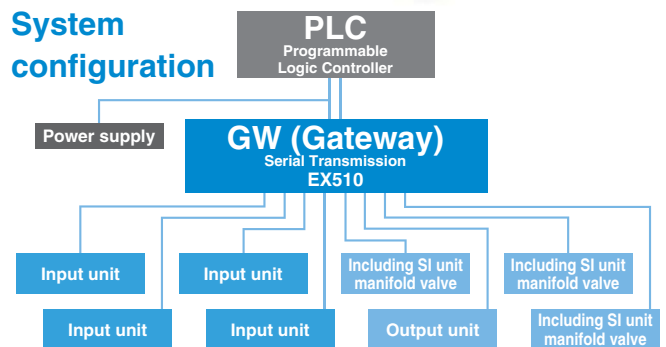 System
configuration
PLC
Programmable
Logic Controller
Power supply
GW (Gateway)
Serial Transmission
EX510
Input unit
Input unit
Including SI unit
manifold valve
Including SI unit
manifold valve
Input unit
Input unit
Output unit
Including SI unit
manifold valve